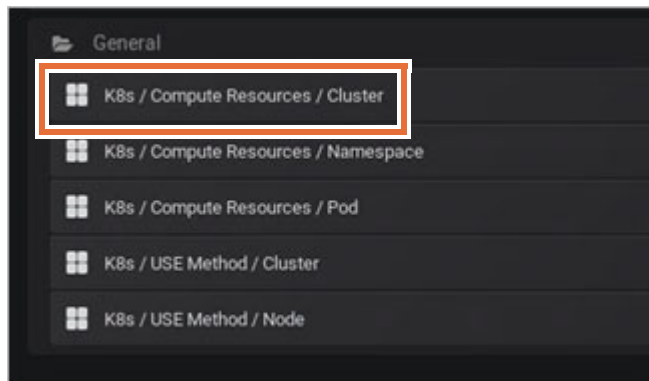 General
K8s / Compute Resources / Cluster
K8s / Compute Resources / Namespace
K8s / Compute Resources / Pod
K8s / USE Method / Cluster
K8s / USE Method / Node